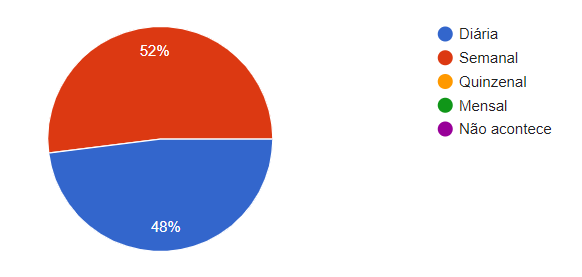 52%
48%
Diária
Semanal
Quinzenal
Mensal
Não acontece